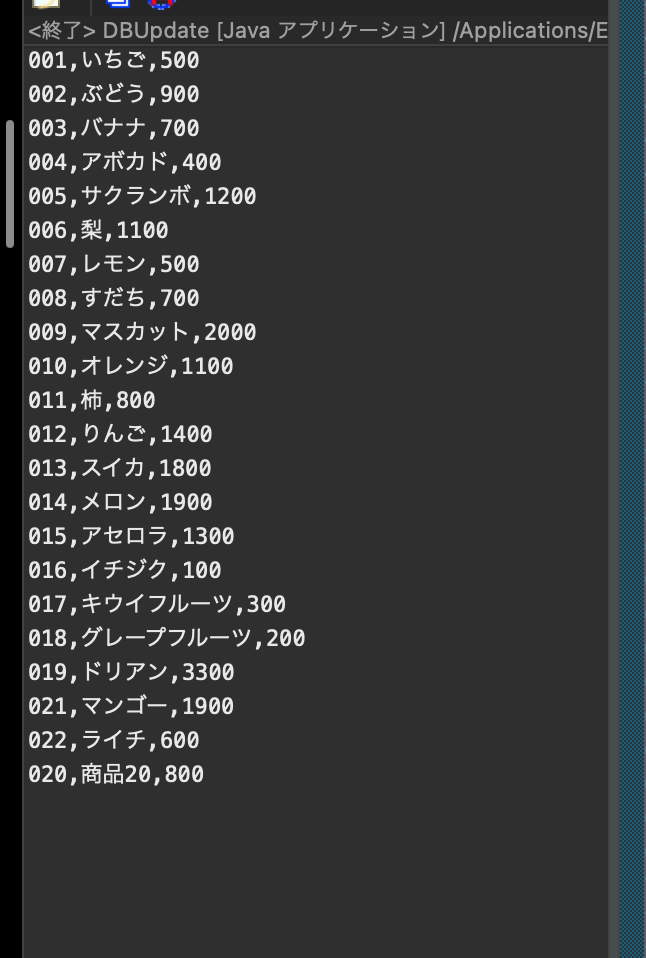 <終了> DBUpdate [Java アプリケーション] /Applications/E
001,いちご,500
002,ぶどう,900
003,バナナ,700
004,アボカド,400
005,サクランボ,1200
006,梨,1100
007,レモン,500
008,すだち,700
009,マスカット,2000
010,オレンジ,1100
011,柿,800
012,りんご,1400
013,スイカ,1800
014,メロン,1900
015,アセロラ,1300
016,イチジク,100
017,キウイフルーツ,300
018,グレープフルーツ,200
019,ドリアン,3300
021,マンゴー,1900
022,ライチ,600
020,商品20,800